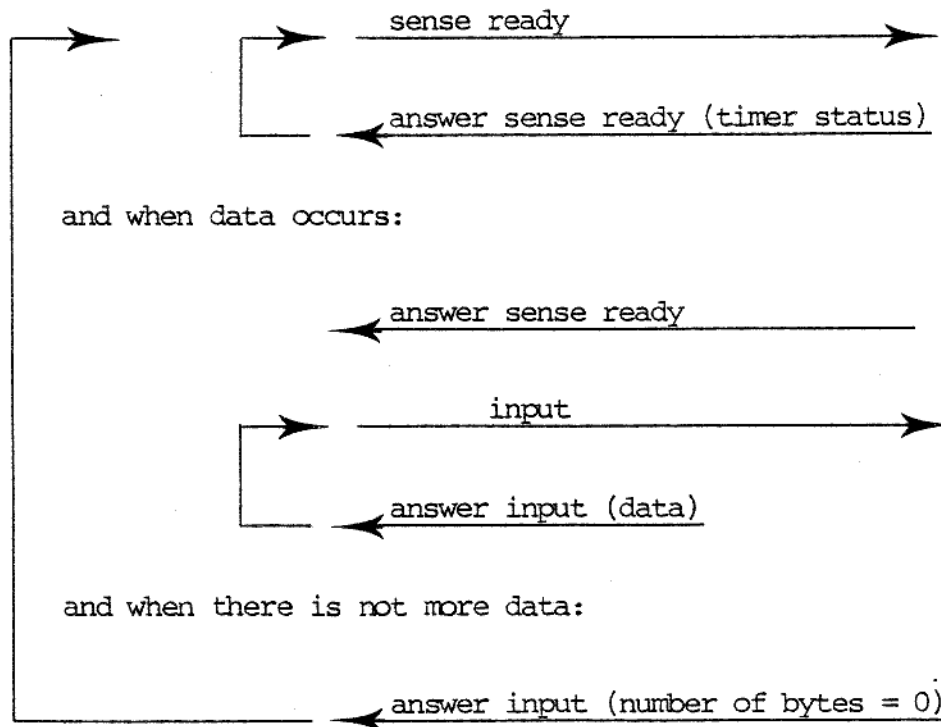 sense ready
answer sense ready (timer status)
and when data occurs:
answer sense ready
input
answer input (data)
and when there is not more data:
answer input (number of bytes = 0)